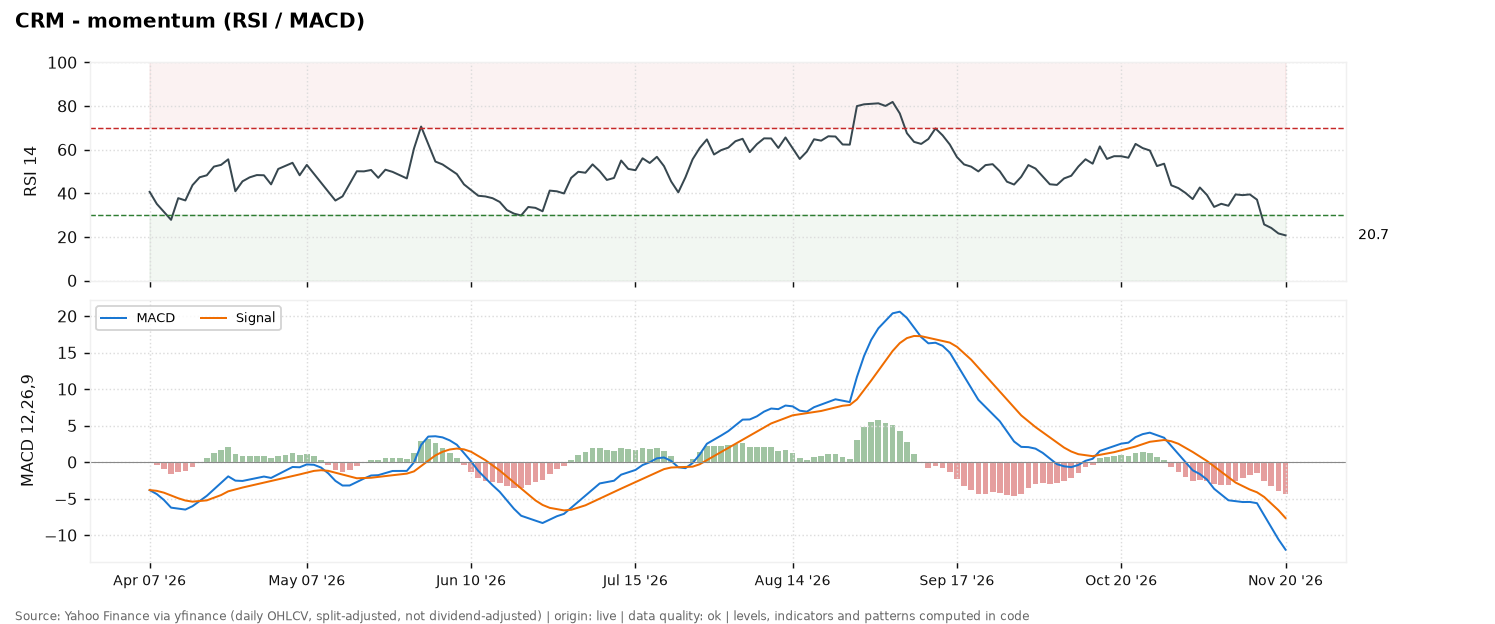 CRM - momentum (RSI / MACD)
100
80
60
40
20
0
RSI 14
20.7
MACD
Signal
20
15
10
5
0
−5
−10
MACD 12,26,9
Apr 07 '26
May 07 '26
Jun 10 '26
Jul 15 '26
Aug 14 '26
Sep 17 '26
Oct 20 '26
Nov 20 '26
Source: Yahoo Finance via yfinance (daily OHLCV, split-adjusted, not dividend-adjusted) | origin: live | data quality: ok | levels, indicators and patterns computed in code